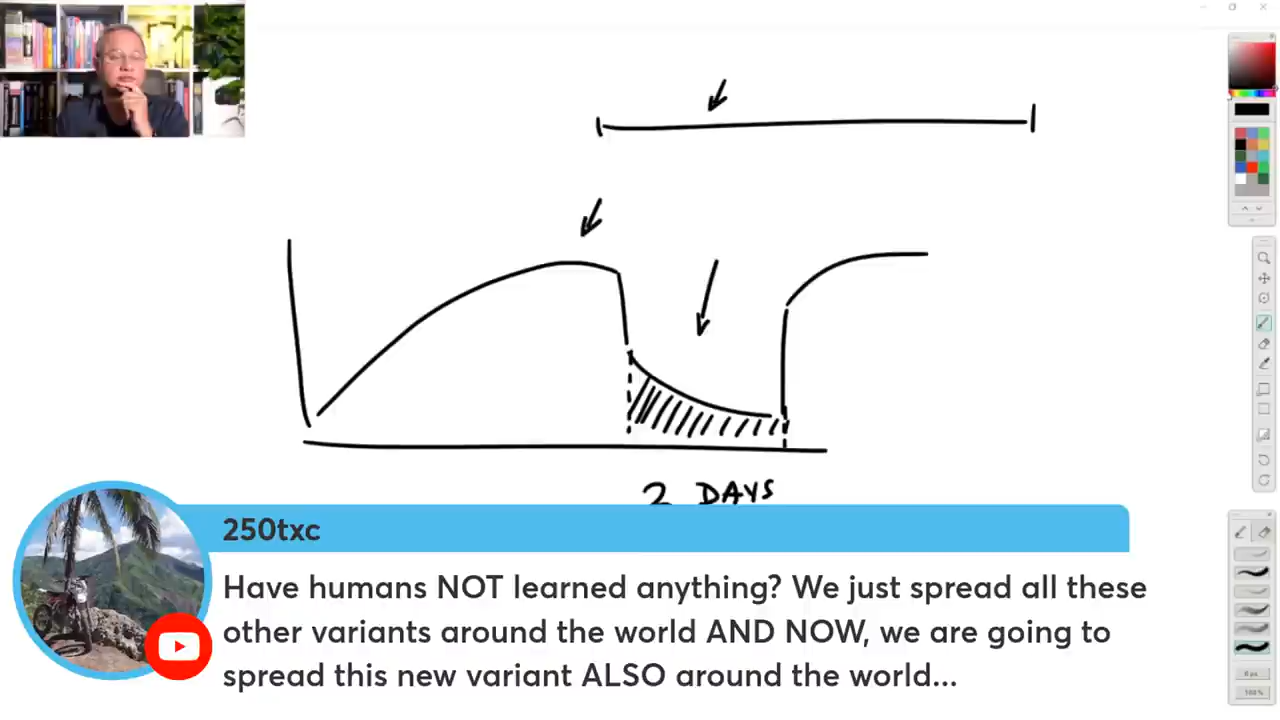 2 DAYS
250txc
Have humans NOT learned anything? We just spread all these
other variants around the world AND NOW, we are going to
spread this new variant ALSO around the world...